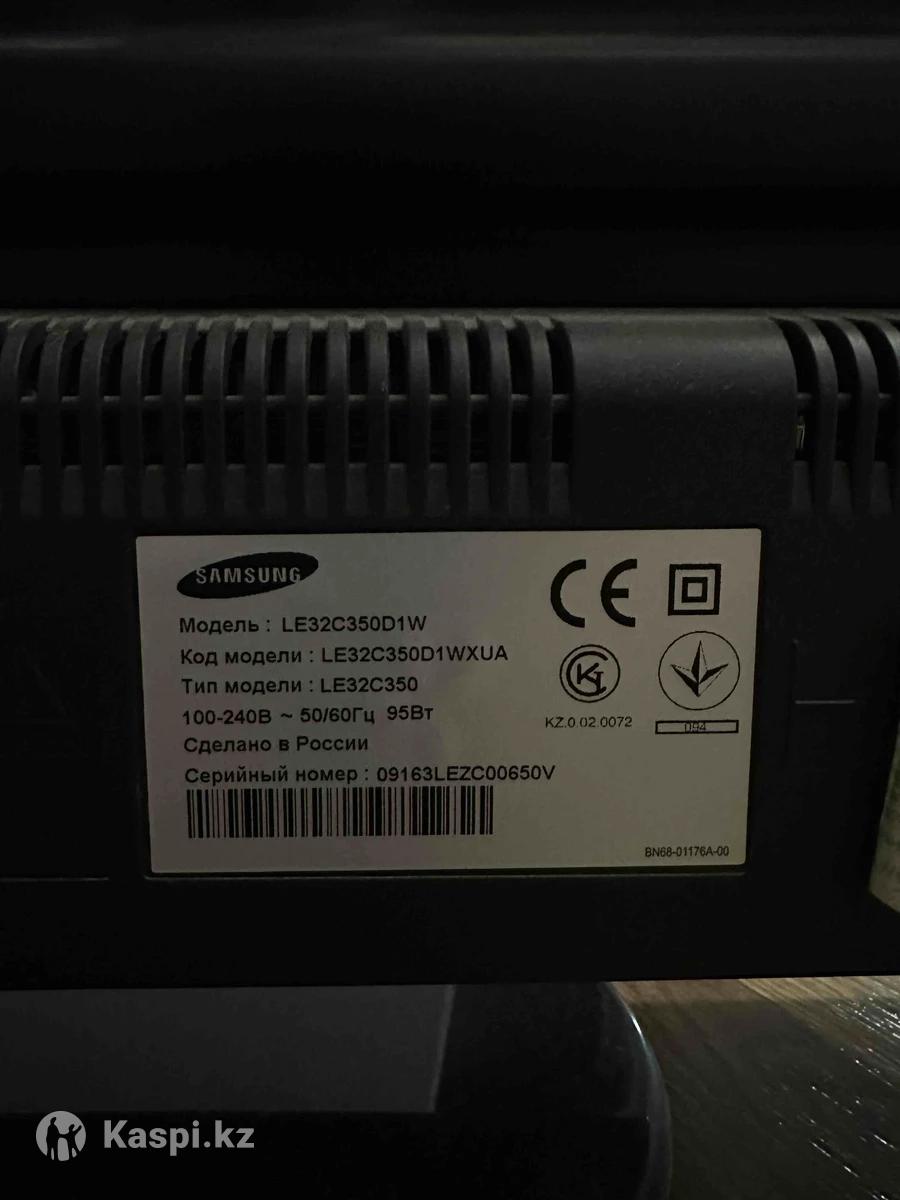 SAMSUNG
Модель : LE32C350D1W
Код модели : LE32C350D1WXUA
Тип модели : LE32C350
100-240В ~ 50/60Гц 95Вт
Сделано в России
Серийный номер : 09163LEZC00650V
CE
KZ.0.02.0072
094
BN68-01176A-00
Kaspi.kz